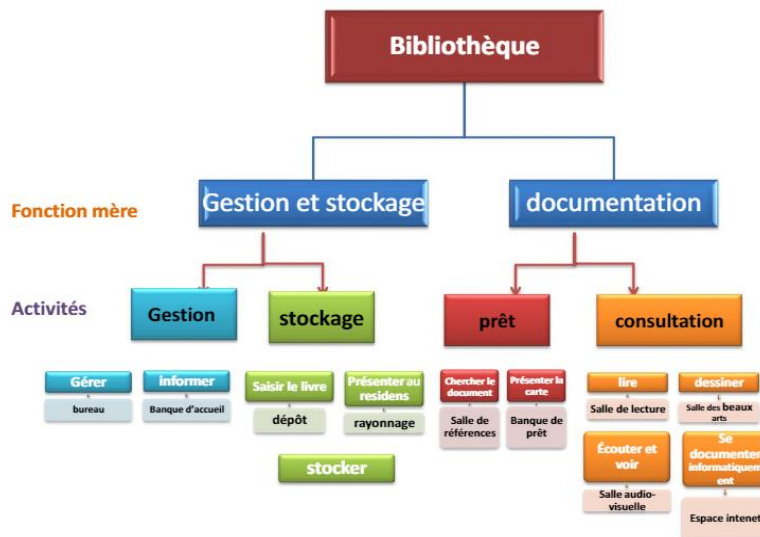 Bibliothèque
Fonction mère
Gestion et stockage
documentation
Activités
Gestion
stockage
prêt
consultation
Gérer
bureau
informer
Banque d'accueil
Saisir le livre
dépôt
Présenter au
residens
rayonnage
stocker
Chercher le
document
Salle de
références
Présenter la
carte
Banque de
prêt
lire
Salle de lecture
dessiner
Salle des beaux
arts
Écouter et
voir
Salle audio-
visuelle
Se
documenter
informatiquem
ent
Espace intenet